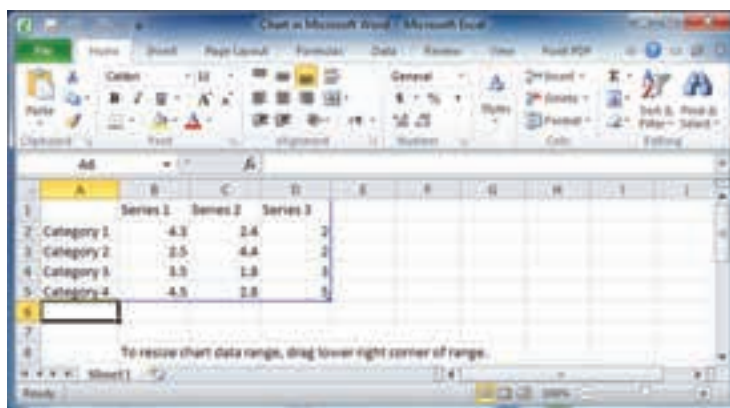 Chart in Microsoft Word - Microsoft Excel
File Home Insert Page Layout Formulas Data Review View
Calibri 11 General Insert
Paste B I U A A $ % Styles Delete
Format Sort & Find &
Filter Select
Clipboard Font Alignment Number Cells Editing
A6 fx
A B C D E F G H I J
1 Series 1 Series 2 Series 3
2 Category 1 4.3 2.4 2
3 Category 2 2.5 4.4 2
4 Category 3 3.5 1.8 3
5 Category 4 4.5 2.8 5
6
7
8 To resize chart data range, drag lower right corner of range.
Sheet1
Ready 100%